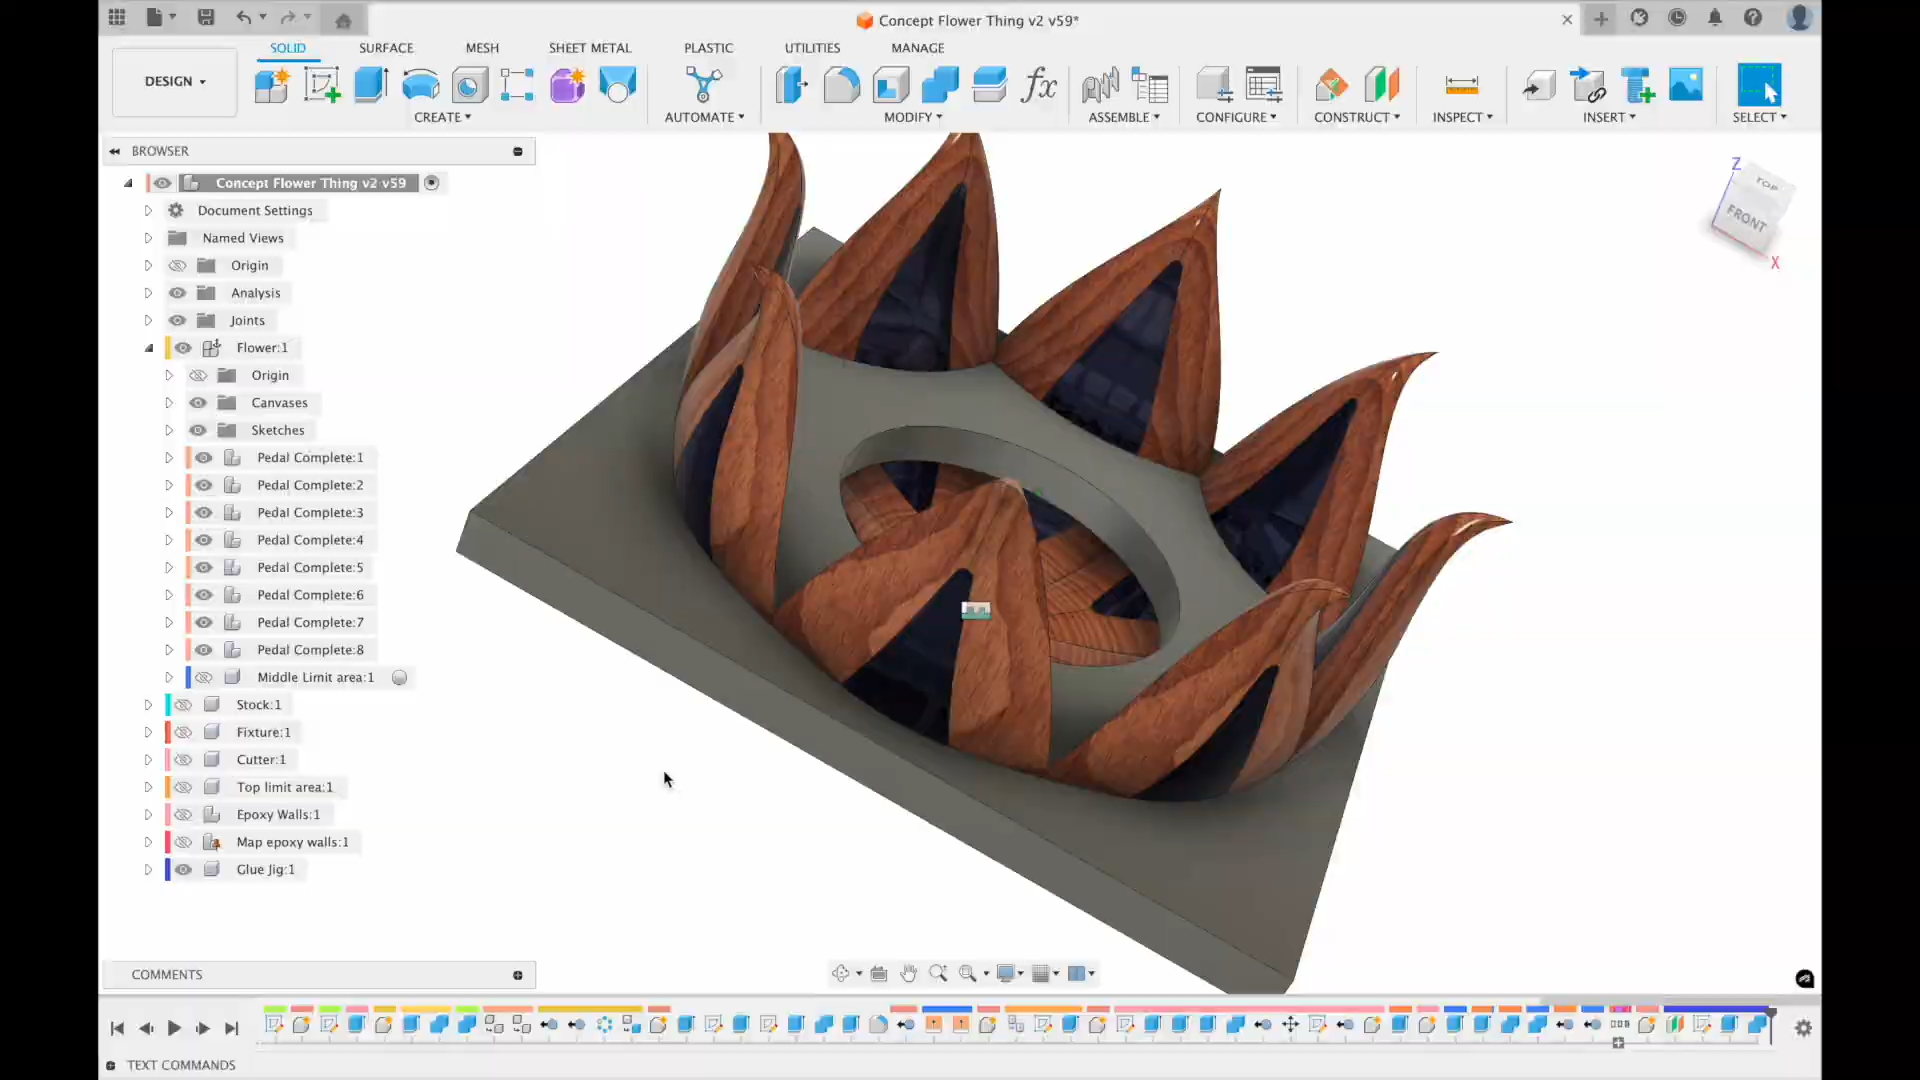 Concept Flower Thing v2 v59*
DESIGN
SOLID SURFACE MESH SHEET METAL PLASTIC UTILITIES MANAGE
fx
CREATE AUTOMATE MODIFY ASSEMBLE CONFIGURE CONSTRUCT INSPECT INSERT SELECT
BROWSER
Concept Flower Thing v2 v59
Document Settings
Named Views
Origin
Analysis
Joints
Flower:1
Origin
Canvases
Sketches
Pedal Complete:1
Pedal Complete:2
Pedal Complete:3
Pedal Complete:4
Pedal Complete:5
Pedal Complete:6
Pedal Complete:7
Pedal Complete:8
Middle Limit area:1
Stock:1
Fixture:1
Cutter:1
Top limit area:1
Epoxy Walls:1
Map epoxy walls:1
Glue Jig:1
Z
TOP
FRONT
X
COMMENTS
TEXT COMMANDS